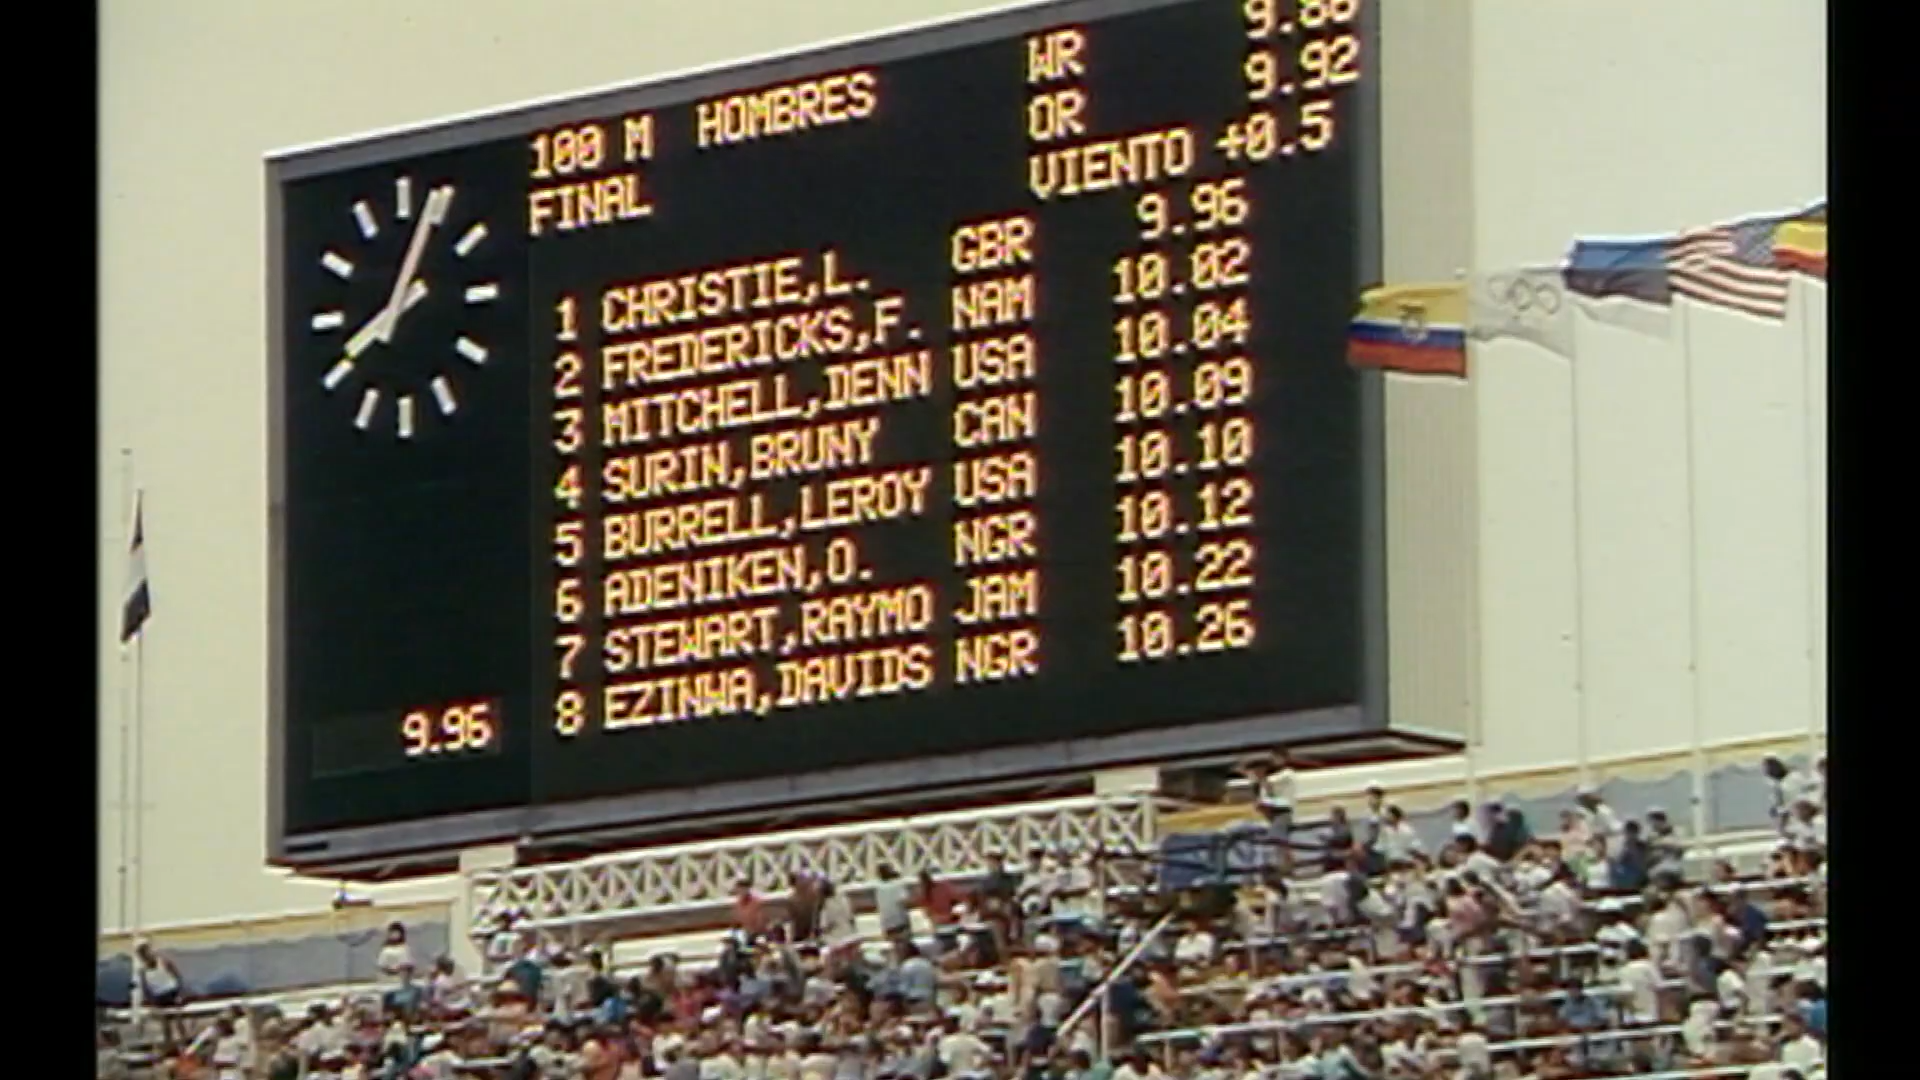 100 M HOMBRES WR 9.86
FINAL OR 9.92
VIENTO +0.5
1 CHRISTIE,L. GBR 9.96
2 FREDERICKS,F. NAM 10.02
3 MITCHELL,DENN USA 10.04
4 SURIN,BRUNY CAN 10.09
5 BURRELL,LEROY USA 10.10
6 ADENIKEN,O. NGR 10.12
7 STEWART,RAYMO JAM 10.22
8 EZINWA,DAVIDS NGR 10.26
9.96